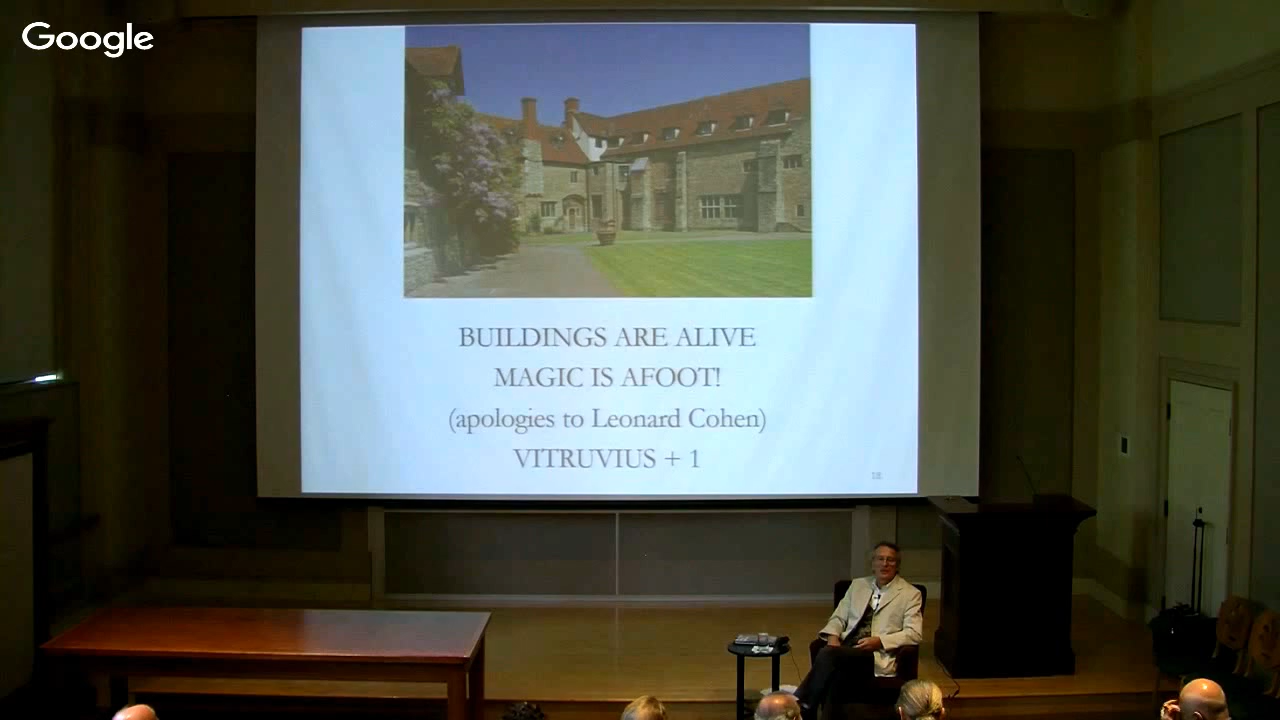 Google
BUILDINGS ARE ALIVE
MAGIC IS AFOOT!
(apologies to Leonard Cohen)
VITRUVIUS + 1